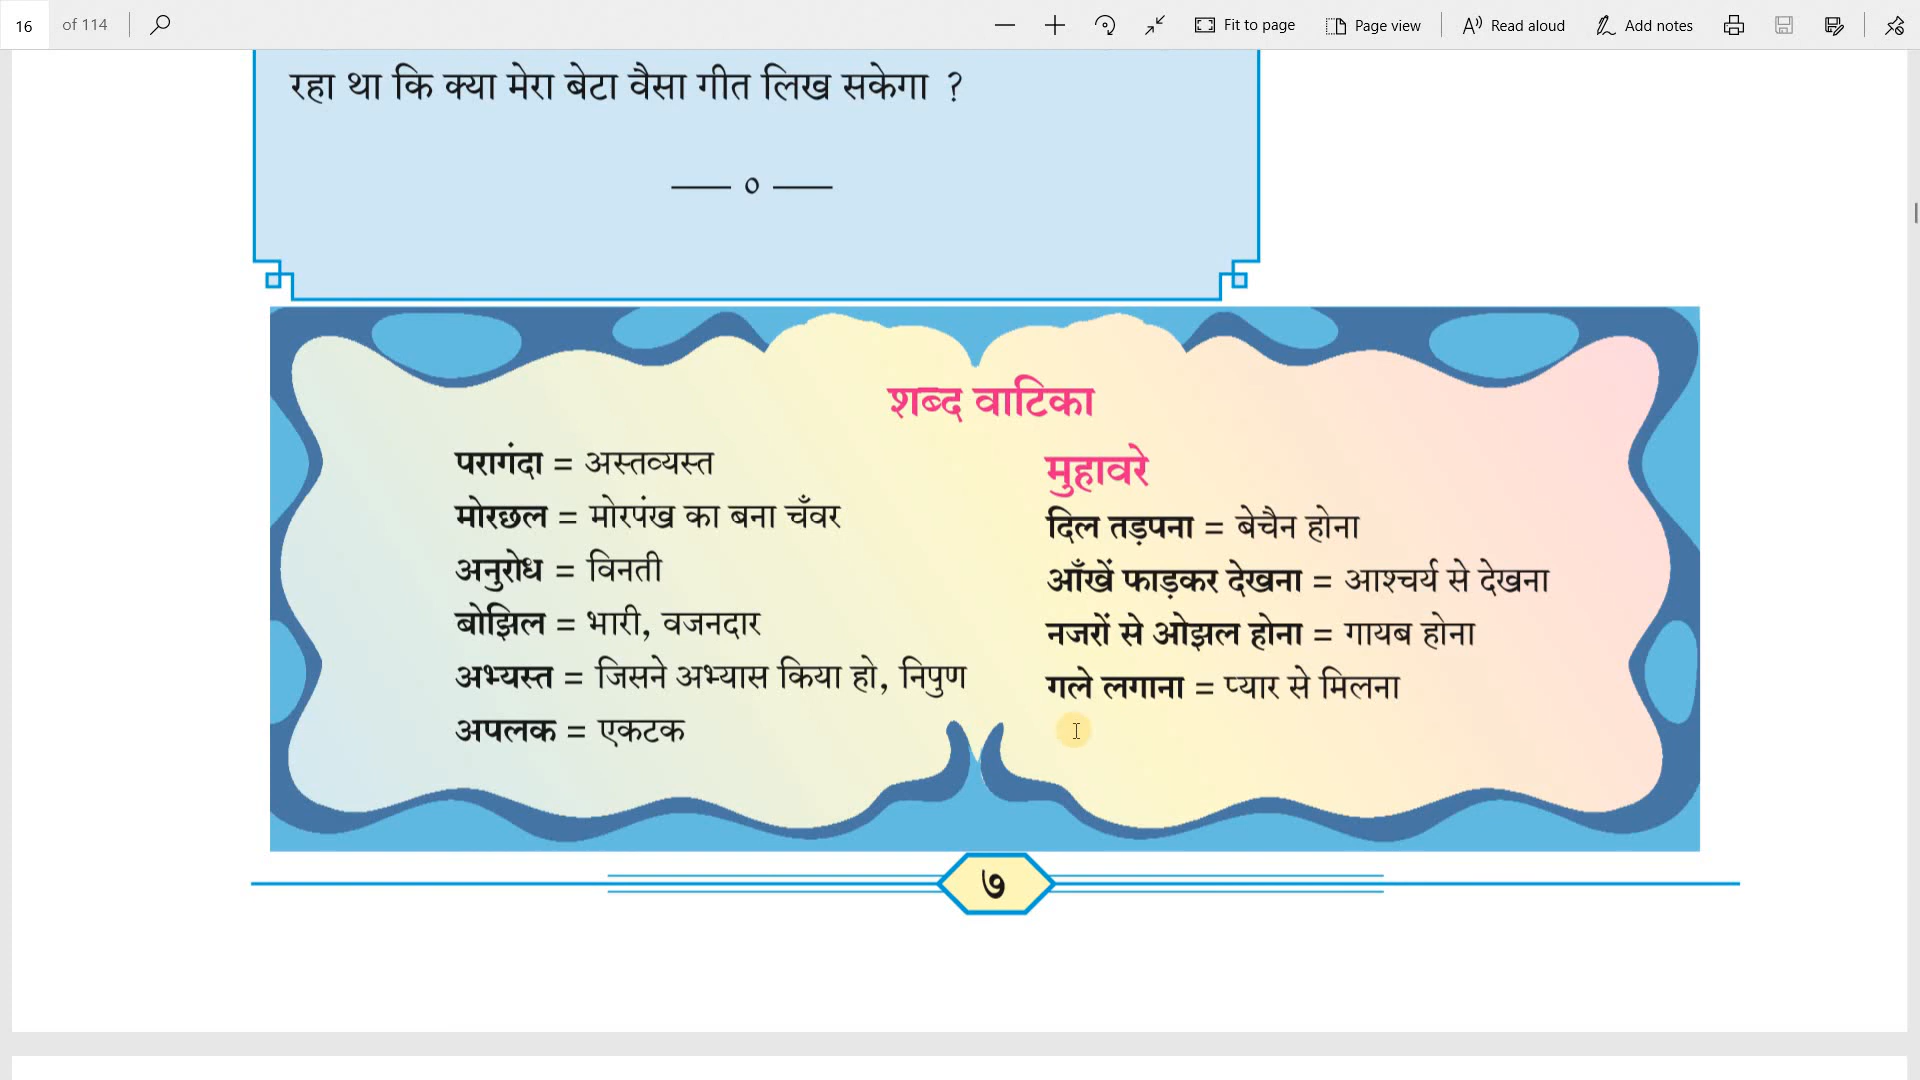 16 of 114 Fit to page Page view Read aloud Add notes
रहा था कि क्या मेरा बेटा वैसा गीत लिख सकेगा ?
०
शब्द वाटिका
परागंदा = अस्तव्यस्त
मोरछल = मोरपंख का बना चँवर
अनुरोध = विनती
बोझिल = भारी, वजनदार
अभ्यस्त = जिसने अभ्यास किया हो, निपुण
अपलक = एकटक
मुहावरे
दिल तड़पना = बेचैन होना
आँखें फाड़कर देखना = आश्चर्य से देखना
नजरों से ओझल होना = गायब होना
गले लगाना = प्यार से मिलना
७